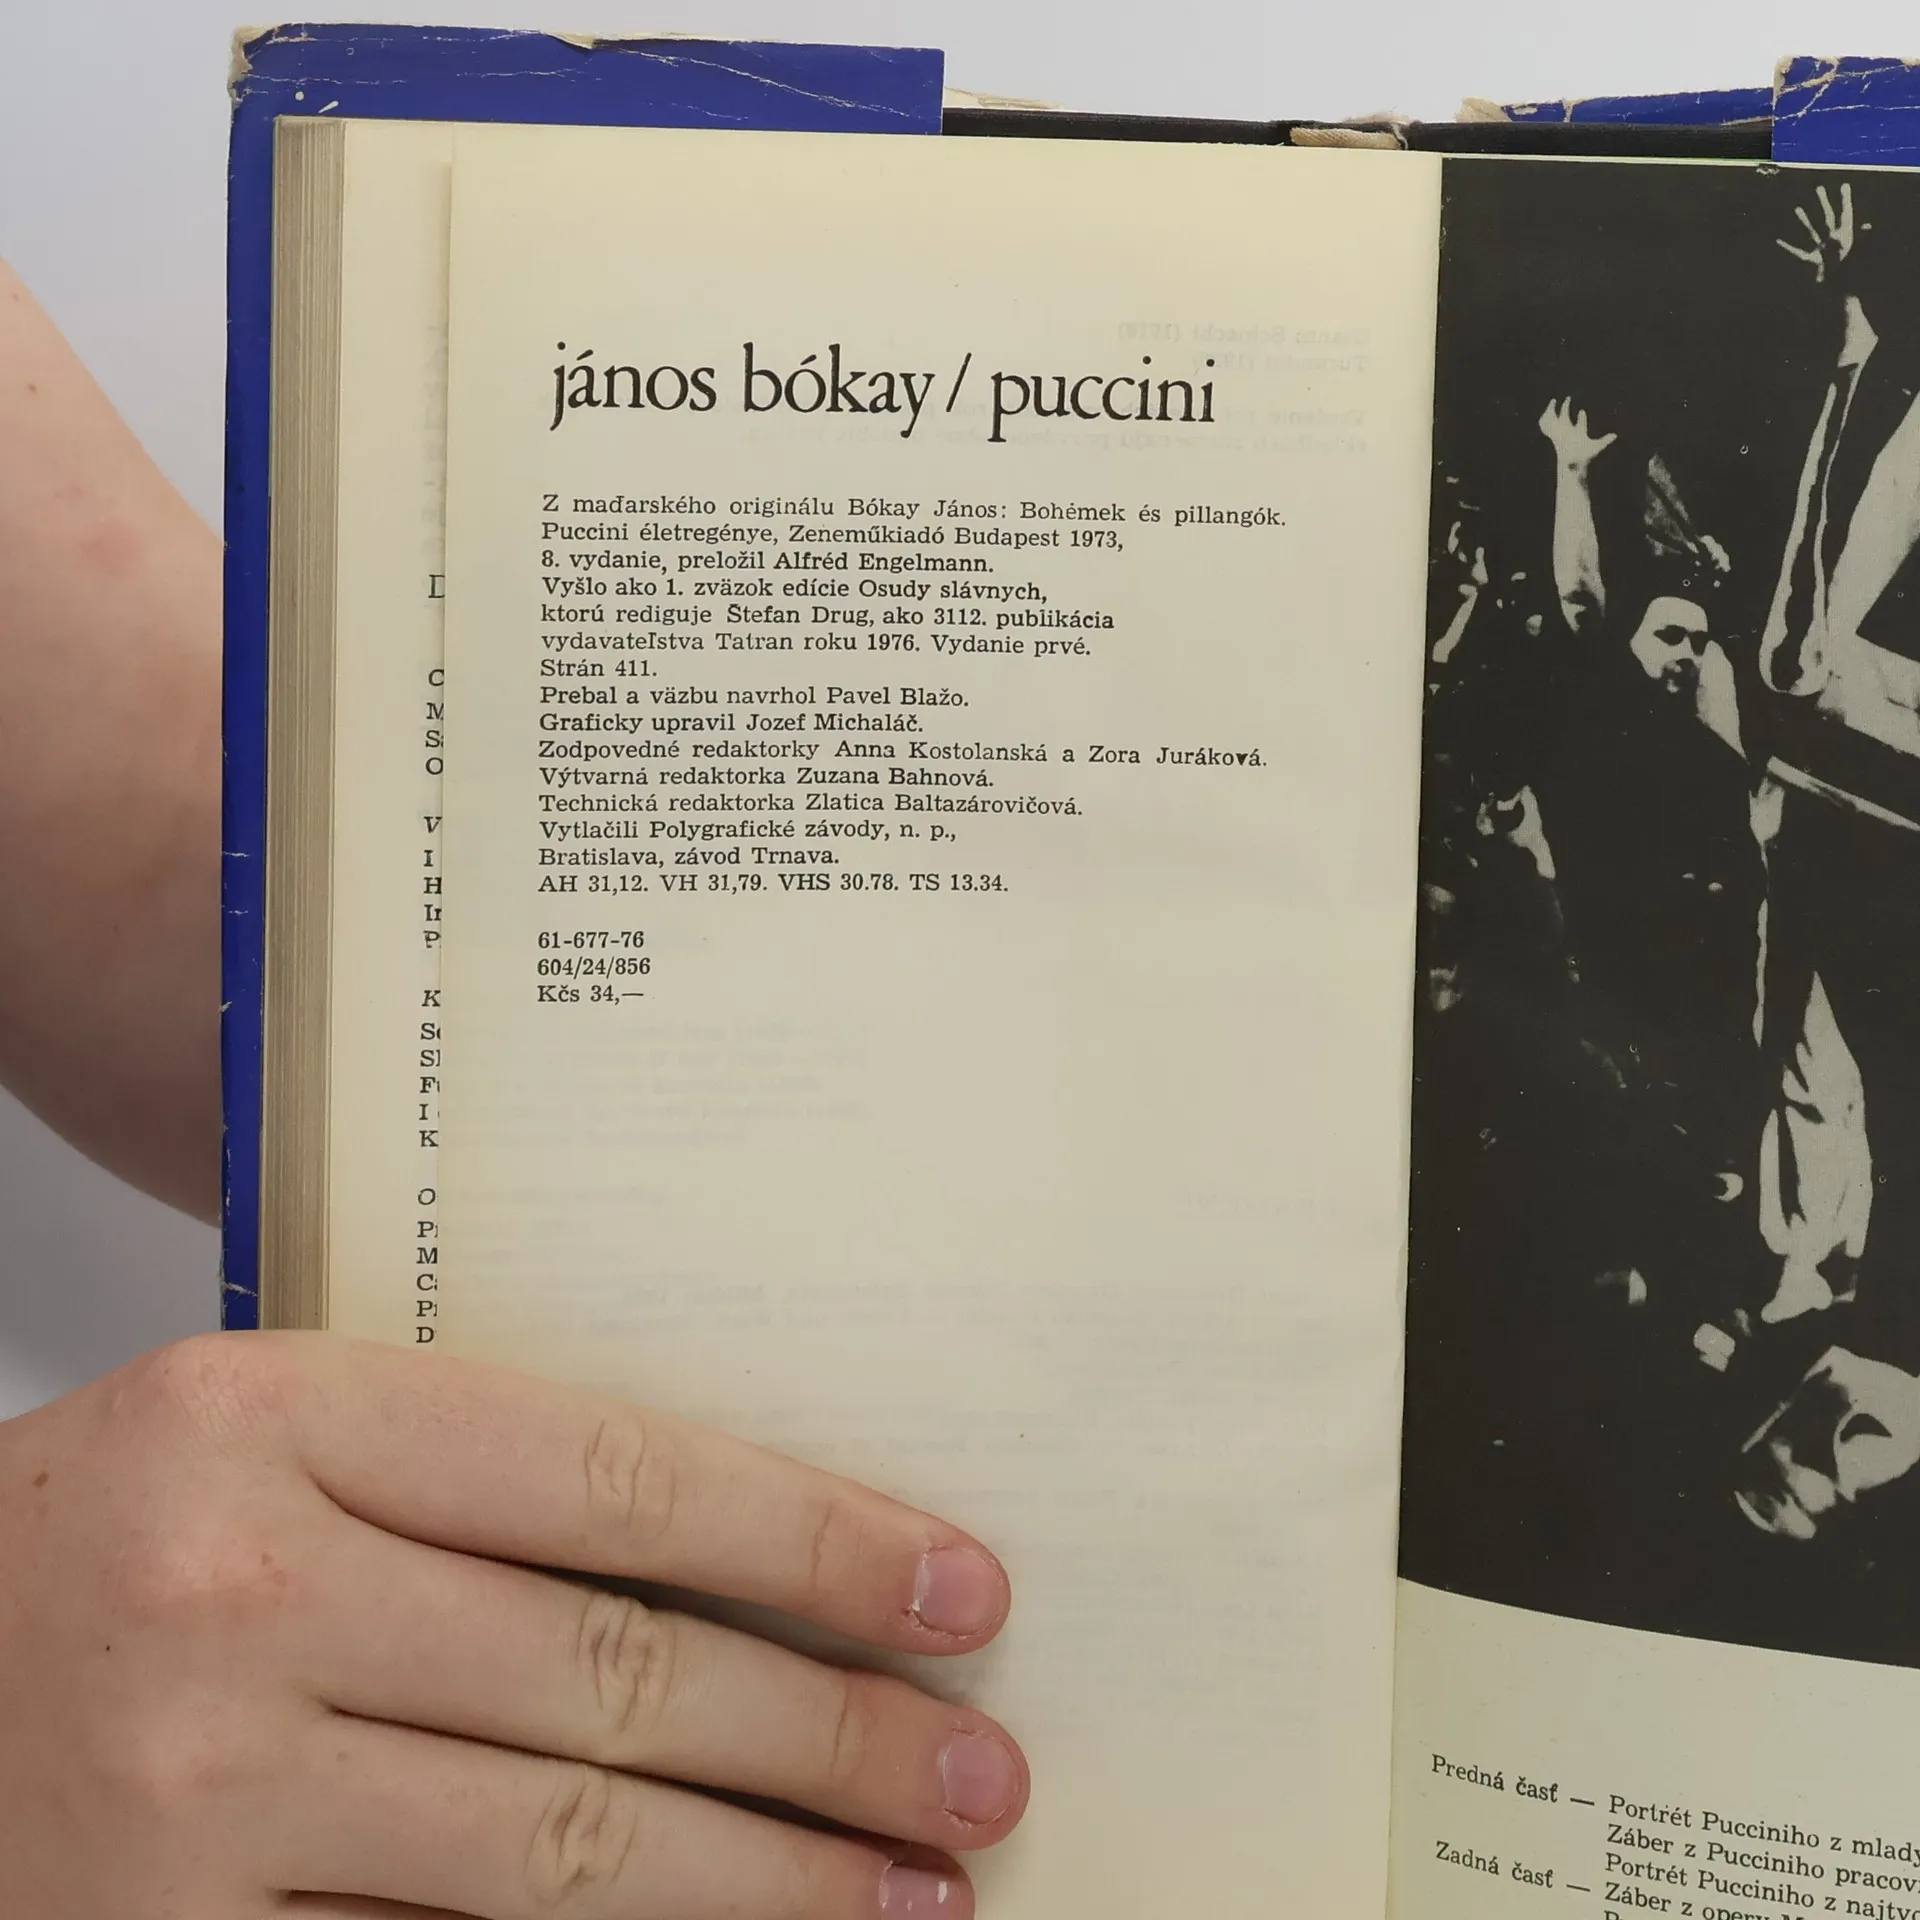 jános bókay / puccini
Z maďarského originálu Bókay János: Bohémek és pillangók.
Puccini életregénye, Zeneműkiadó Budapest 1973,
8. vydanie, preložil Alfréd Engelmann.
Vyšlo ako 1. zväzok edície Osudy slávnych,
ktorú rediguje Štefan Drug, ako 3112. publikácia
vydavateľstva Tatran roku 1976. Vydanie prvé.
Strán 411.
Prebal a väzbu navrhol Pavel Blažo.
Graficky upravil Jozef Michaláč.
Zodpovedné redaktorky Anna Kostolanská a Zora Juráková.
Výtvarná redaktorka Zuzana Bahnová.
Technická redaktorka Zlatica Baltazárovičová.
Vytlačili Polygrafické závody, n. p.,
Bratislava, závod Trnava.
AH 31,12. VH 31,79. VHS 30.78. TS 13.34.
61-677-76
604/24/856
Kčs 34,—
Predná časť — Portrét Pucciniho z mlady
Záber z Pucciniho pracov
Portrét Pucciniho z najtv
Zadná časť — Záber z opery